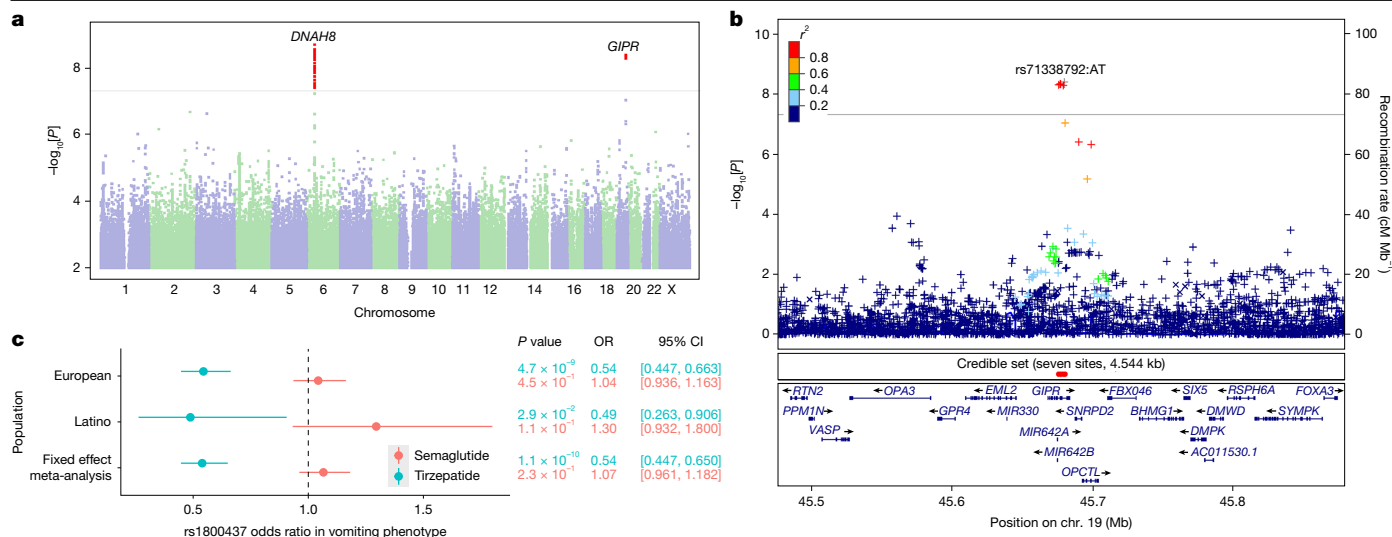 a
DNAH8
GIPR
8
6
4
2
−log10[P]
1 2 3 4 5 6 7 8 9 10 11 12 14 16 18 20 22 X
Chromosome
b
r2
0.8
0.6
0.4
0.2
rs71338792:AT
10
8
6
4
2
0
−log10[P]
100
80
60
40
20
0
Recombination rate (cM Mb−1)
Credible set (seven sites, 4.544 kb)
RTN2 OPA3 EML2 GIPR FBXO46 SIX5 RSPH6A FOXA3
PPM1N GPR4 MIR330 SNRPD2 BHMG1 DMWD SYMPK
VASP MIR642A DMPK
MIR642B AC011530.1
OPCTL
45.5 45.6 45.7 45.8
Position on chr. 19 (Mb)
c
P value OR 95% CI
European
4.7 × 10−9 0.54 [0.447, 0.663]
4.5 × 10−1 1.04 [0.936, 1.163]
Latino
2.9 × 10−2 0.49 [0.263, 0.906]
1.1 × 10−1 1.30 [0.932, 1.800]
Fixed effect
meta-analysis
1.1 × 10−10 0.54 [0.447, 0.650]
2.3 × 10−1 1.07 [0.961, 1.182]
Population
Semaglutide
Tirzepatide
0.5 1.0 1.5
rs1800437 odds ratio in vomiting phenotype